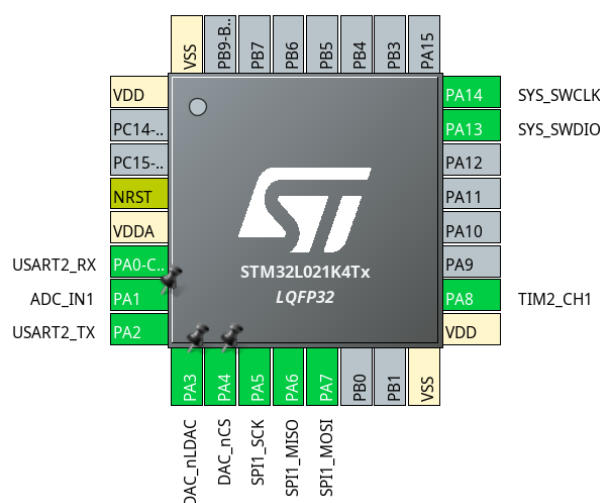 VSS
PB9-B..
PB7
PB6
PB5
PB4
PB3
PA15
VDD
PC14-..
PC15-..
NRST
VDDA
USART2_RX PA0-C..
ADC_IN1 PA1
USART2_TX PA2
STM32L021K4Tx
LQFP32
PA14 SYS_SWCLK
PA13 SYS_SWDIO
PA12
PA11
PA10
PA9
PA8 TIM2_CH1
VDD
PA3 DAC_nLDAC
PA4 DAC_nCS
PA5 SPI1_SCK
PA6 SPI1_MISO
PA7 SPI1_MOSI
PB0
PB1
VSS